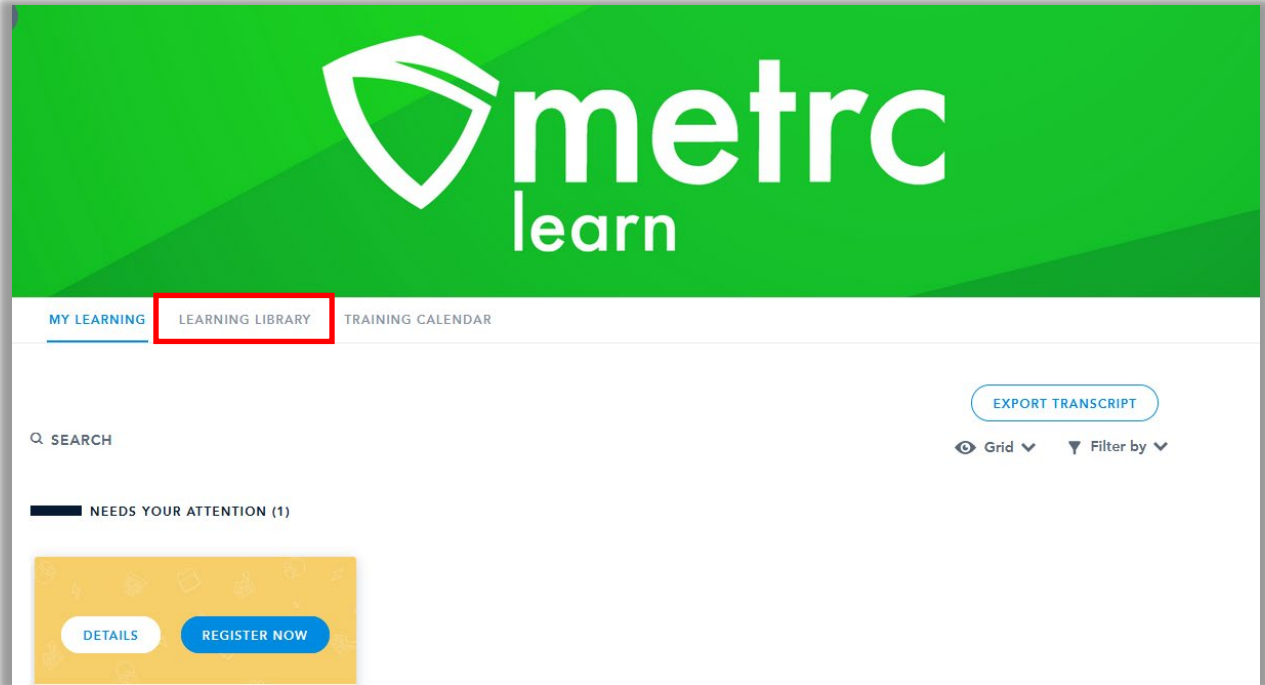 metrc
learn
MY LEARNING LEARNING LIBRARY TRAINING CALENDAR
EXPORT TRANSCRIPT
SEARCH
Grid Filter by
NEEDS YOUR ATTENTION (1)
DETAILS REGISTER NOW